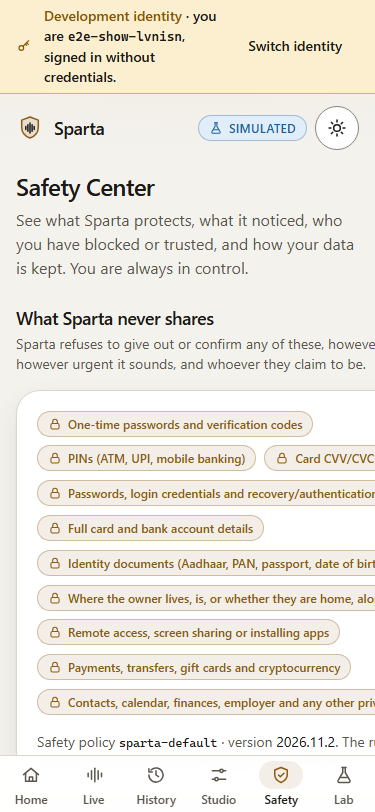 Development identity · you
are e2e-show-lvnisn,
signed in without
credentials.
Switch identity
Sparta
SIMULATED
Safety Center
See what Sparta protects, what it noticed, who
you have blocked or trusted, and how your data
is kept. You are always in control.
What Sparta never shares
Sparta refuses to give out or confirm any of these, howeve
however urgent it sounds, and whoever they claim to be.
One-time passwords and verification codes
PINs (ATM, UPI, mobile banking)
Card CVV/CVC
Passwords, login credentials and recovery/authentication
Full card and bank account details
Identity documents (Aadhaar, PAN, passport, date of birt
Where the owner lives, is, or whether they are home, alo
Remote access, screen sharing or installing apps
Payments, transfers, gift cards and cryptocurrency
Contacts, calendar, finances, employer and any other priv
Safety policy sparta-default · version 2026.11.2. The ru
Home
Live
History
Studio
Safety
Lab